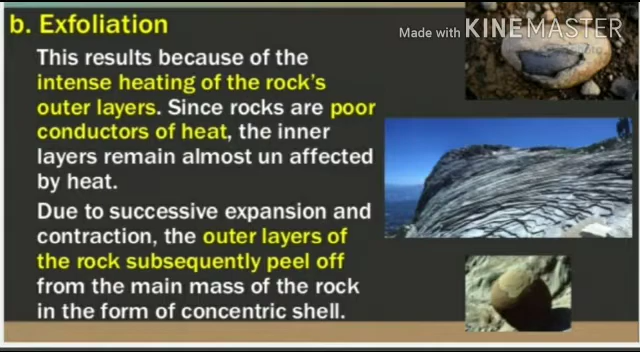 b. Exfoliation
Made with KINEMASTER
This results because of the
intense heating of the rock's
outer layers. Since rocks are poor
conductors of heat, the inner
layers remain almost un affected
by heat.
Due to successive expansion and
contraction, the outer layers of
the rock subsequently peel off
from the main mass of the rock
in the form of concentric shell.